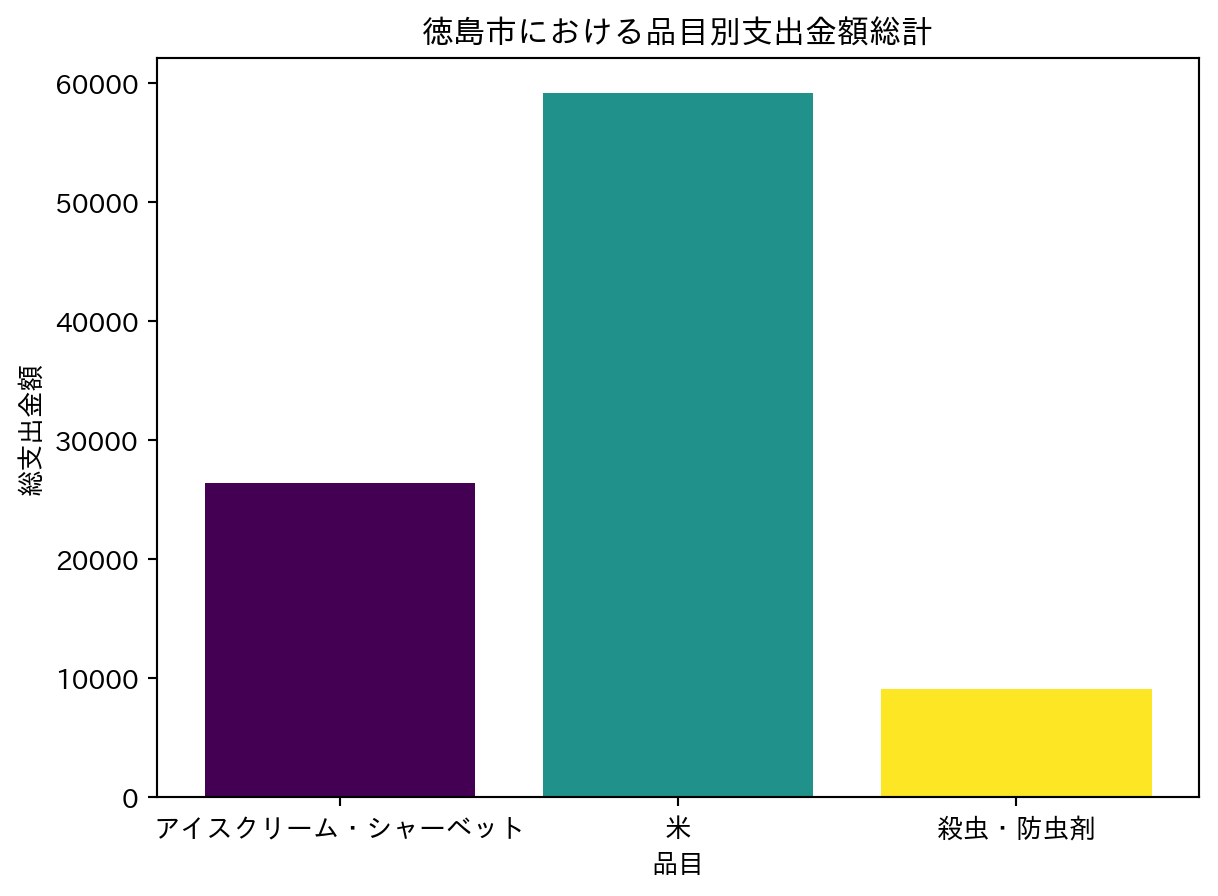 徳島市における品目別支出金額総計
総支出金額
60000
50000
40000
30000
20000
10000
0
アイスクリーム・シャーベット
米
殺虫・防虫剤
品目